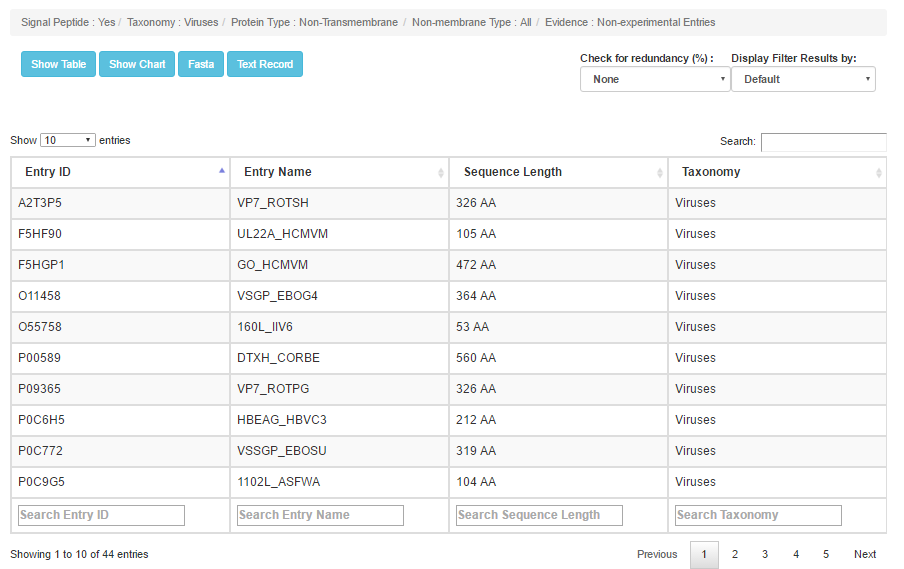 Signal Peptide : Yes / Taxonomy : Viruses / Protein Type : Non-Transmembrane / Non-membrane Type : All / Evidence : Non-experimental Entries
Show Table Show Chart Fasta Text Record
Check for redundancy (%) : Display Filter Results by:
None Default
Show 10 entries Search:
Entry ID Entry Name Sequence Length Taxonomy
A2T3P5 VP7_ROTSH 326 AA Viruses
F5HF90 UL22A_HCMVM 105 AA Viruses
F5HGP1 GO_HCMVM 472 AA Viruses
O11458 VSGP_EBOG4 364 AA Viruses
O55758 160L_IIV6 53 AA Viruses
P00589 DTXH_CORBE 560 AA Viruses
P09365 VP7_ROTPG 326 AA Viruses
P0C6H5 HBEAG_HBVC3 212 AA Viruses
P0C772 VSSGP_EBOSU 319 AA Viruses
P0C9G5 1102L_ASFWA 104 AA Viruses
Search Entry ID Search Entry Name Search Sequence Length Search Taxonomy
Showing 1 to 10 of 44 entries Previous 1 2 3 4 5 Next